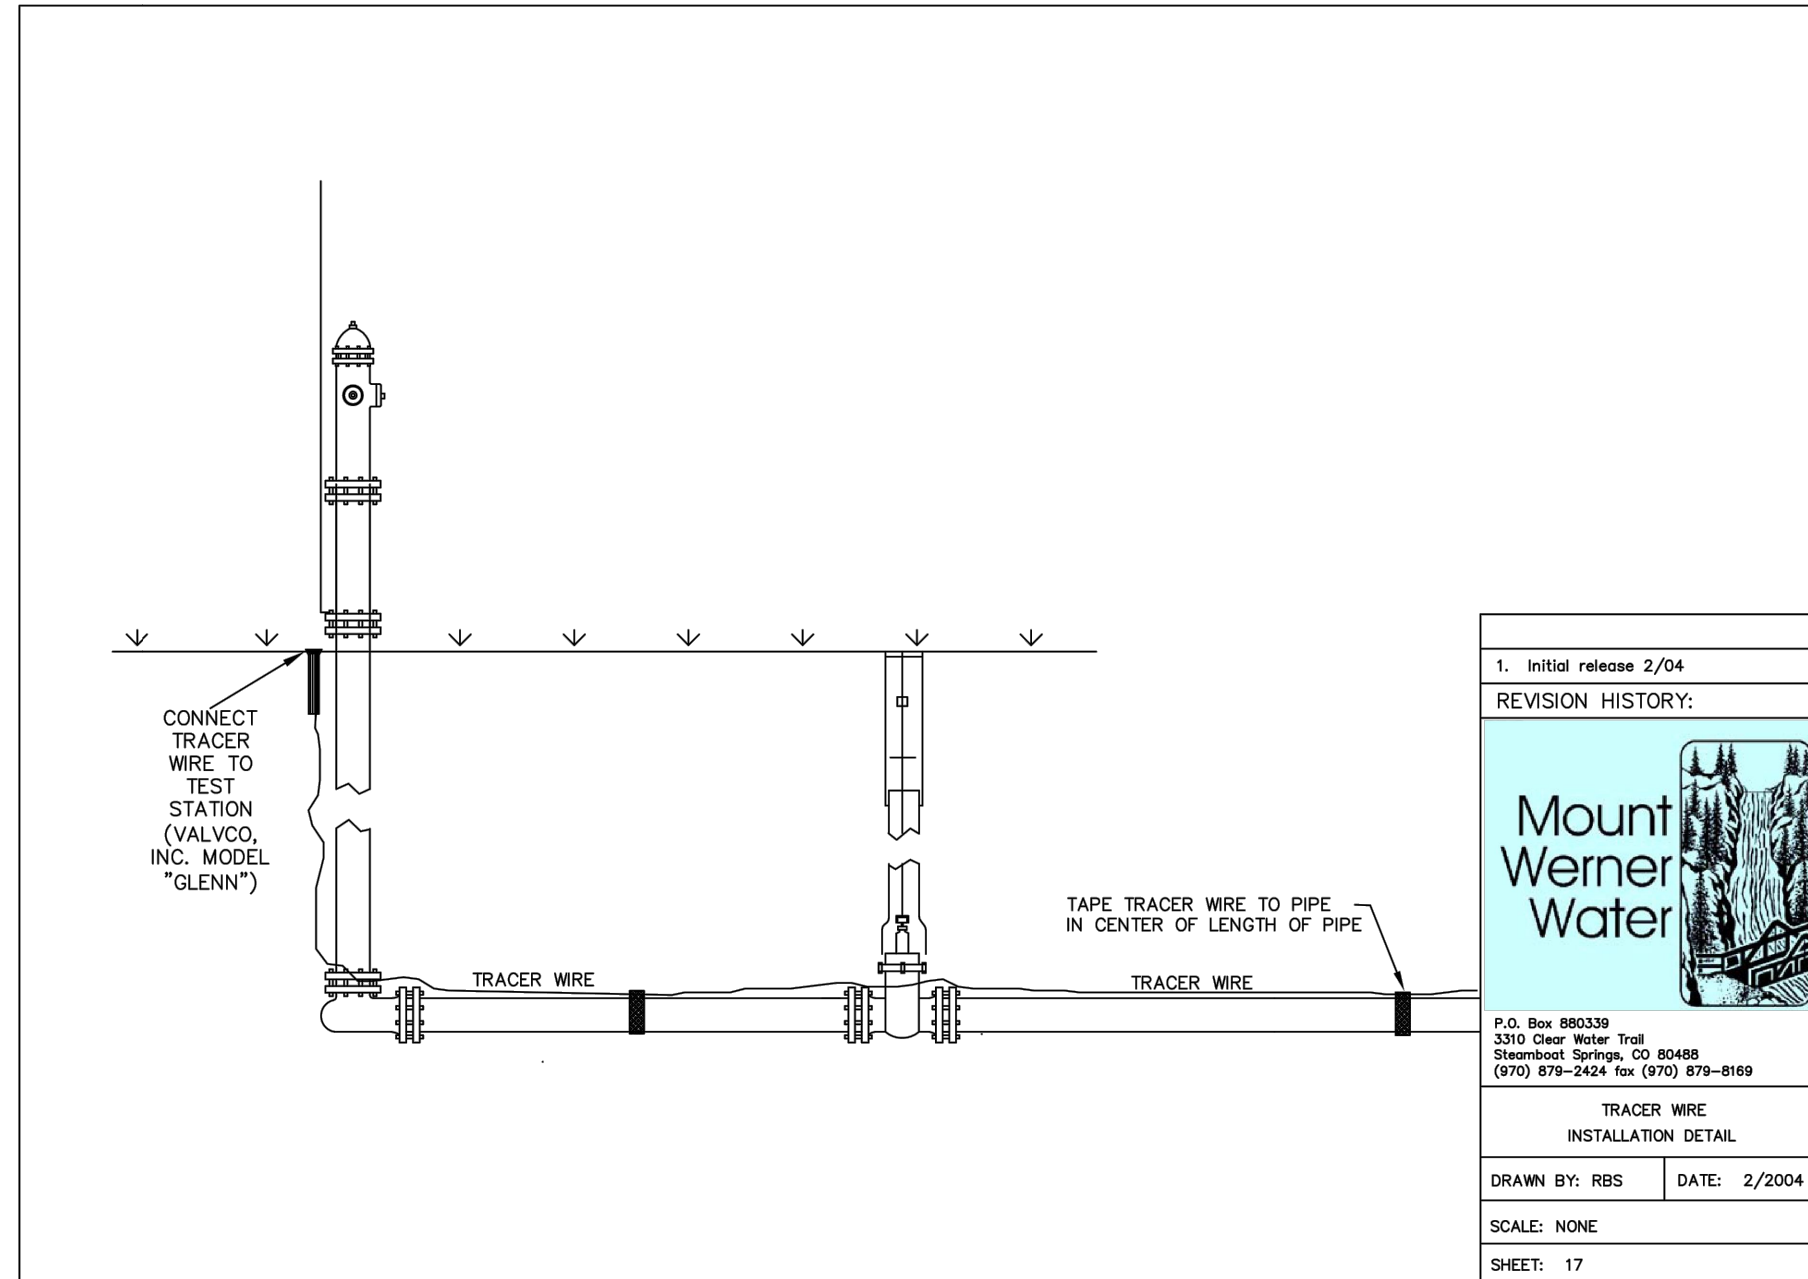 CONNECT
TRACER
WIRE TO
TEST
STATION
(VALVCO,
INC. MODEL
"GLENN")
TRACER WIRE
TAPE TRACER WIRE TO PIPE
IN CENTER OF LENGTH OF PIPE
TRACER WIRE
1. Initial release 2/04
REVISION HISTORY:
Mount
Werner
Water
P.O. Box 880339
3310 Clear Water Trail
Steamboat Springs, CO 80488
(970) 879-2424 fax (970) 879-8169
TRACER WIRE
INSTALLATION DETAIL
DRAWN BY: RBS
DATE: 2/2004
SCALE: NONE
SHEET: 17